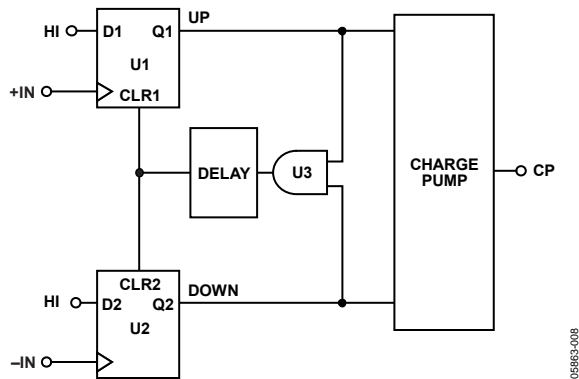 UP
HI
D1
Q1
U1
+IN
CLR1
DELAY
U3
CHARGE
PUMP
CP
CLR2
DOWN
HI
D2
Q2
U2
–IN
05863-008